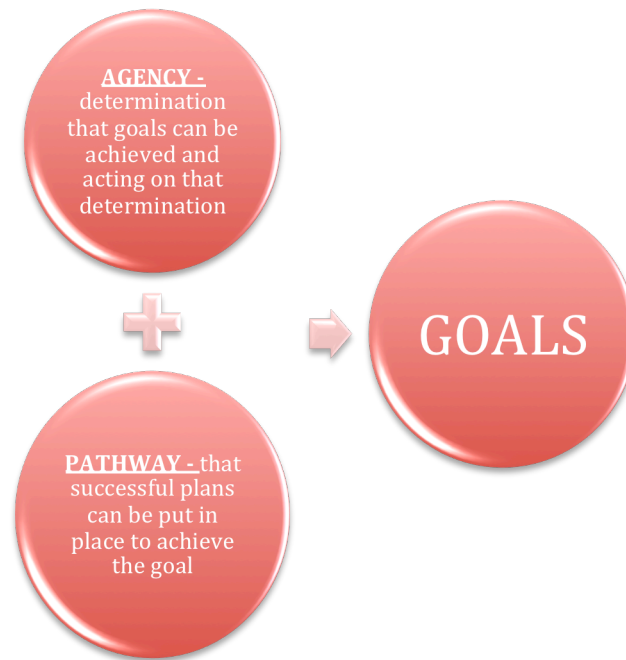 AGENCY -
determination
that goals can be
achieved and
acting on that
determination
GOALS
PATHWAY - that
successful plans
can be put in
place to achieve
the goal